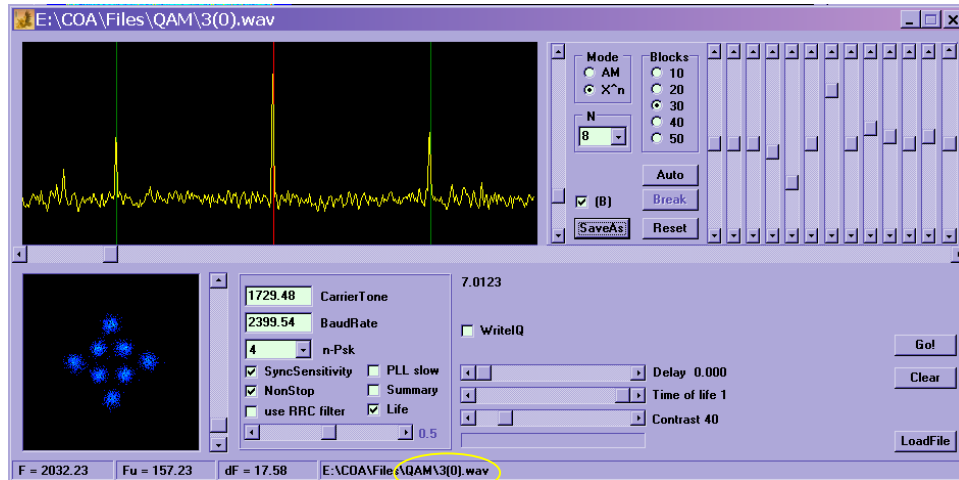 E:\COA\Files\QAM\3(0).wav
Mode
AM
X^n
N
8
Blocks
10
20
30
40
50
(B)
SaveAs
Auto
Break
Reset
1729.48 CarrierTone
2399.54 BaudRate
4 n-Psk
SyncSensitivity PLL slow
NonStop Summary
use RRC filter Life
0.5
7.0123
WriteIQ
Delay 0.000
Time of life 1
Contrast 40
Go!
Clear
LoadFile
F = 2032.23 Fu = 157.23 dF = 17.58 E:\COA\Files\QAM\3(0).wav